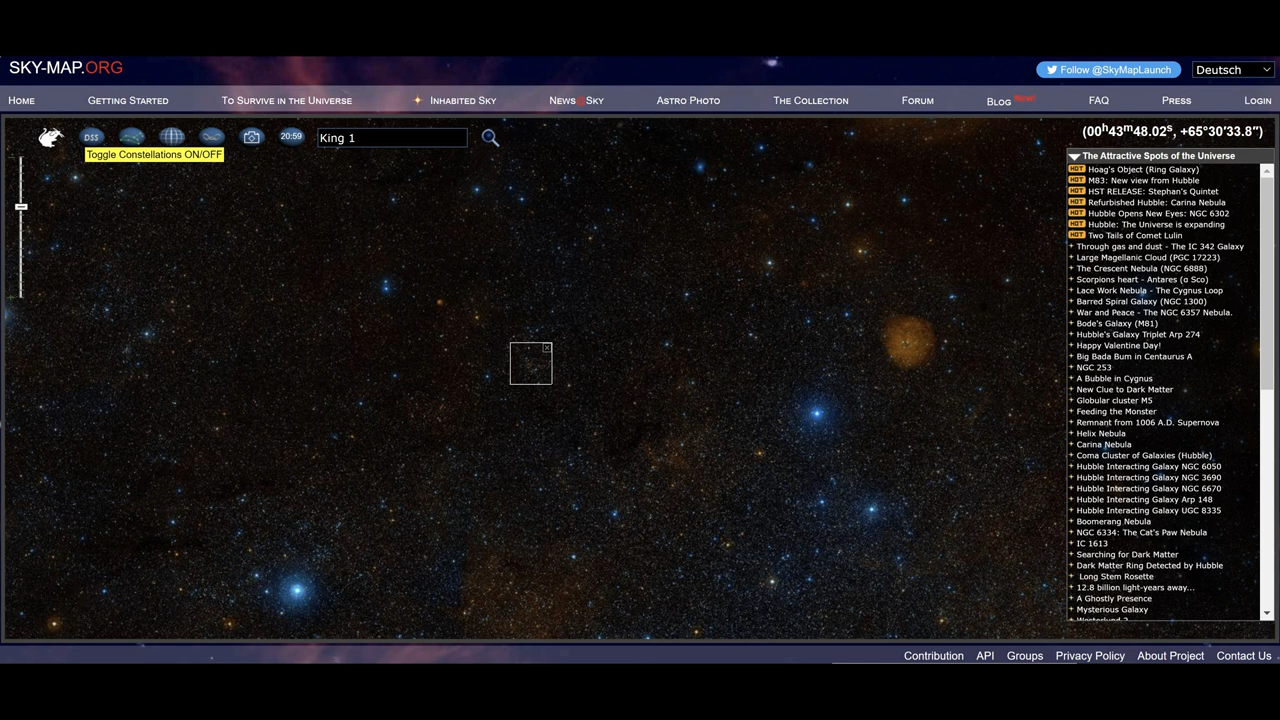 SKY-MAP.ORG
Follow @SkyMapLaunch
Deutsch
HOME GETTING STARTED TO SURVIVE IN THE UNIVERSE INHABITED SKY NEWS@SKY ASTRO PHOTO THE COLLECTION FORUM BLOG New! FAQ PRESS LOGIN
DSS
20:59
King 1
(00h43m48.02s, +65°30'33.8")
Toggle Constellations ON/OFF
The Attractive Spots of the Universe
HOT Hoag's Object (Ring Galaxy)
HOT M83: New view from Hubble
HOT HST RELEASE: Stephan's Quintet
HOT Refurbished Hubble: Carina Nebula
HOT Hubble Opens New Eyes: NGC 6302
HOT Hubble: The Universe is expanding
HOT Two Tails of Comet Lulin
Through gas and dust - The IC 342 Galaxy
Large Magellanic Cloud (PGC 17223)
The Crescent Nebula (NGC 6888)
Scorpions heart - Antares (α Sco)
Lace Work Nebula - The Cygnus Loop
Barred Spiral Galaxy (NGC 1300)
War and Peace - The NGC 6357 Nebula.
Bode's Galaxy (M81)
Hubble's Galaxy Triplet Arp 274
Happy Valentine Day!
Big Bada Bum in Centaurus A
NGC 253
A Bubble in Cygnus
New Clue to Dark Matter
Globular cluster M5
Feeding the Monster
Remnant from 1006 A.D. Supernova
Helix Nebula
Carina Nebula
Coma Cluster of Galaxies (Hubble)
Hubble Interacting Galaxy NGC 6050
Hubble Interacting Galaxy NGC 3690
Hubble Interacting Galaxy NGC 6670
Hubble Interacting Galaxy Arp 148
Hubble Interacting Galaxy UGC 8335
Boomerang Nebula
NGC 6334: The Cat's Paw Nebula
IC 1613
Searching for Dark Matter
Dark Matter Ring Detected by Hubble
Long Stem Rosette
12.8 billion light-years away...
A Ghostly Presence
Mysterious Galaxy
Contribution API Groups Privacy Policy About Project Contact Us